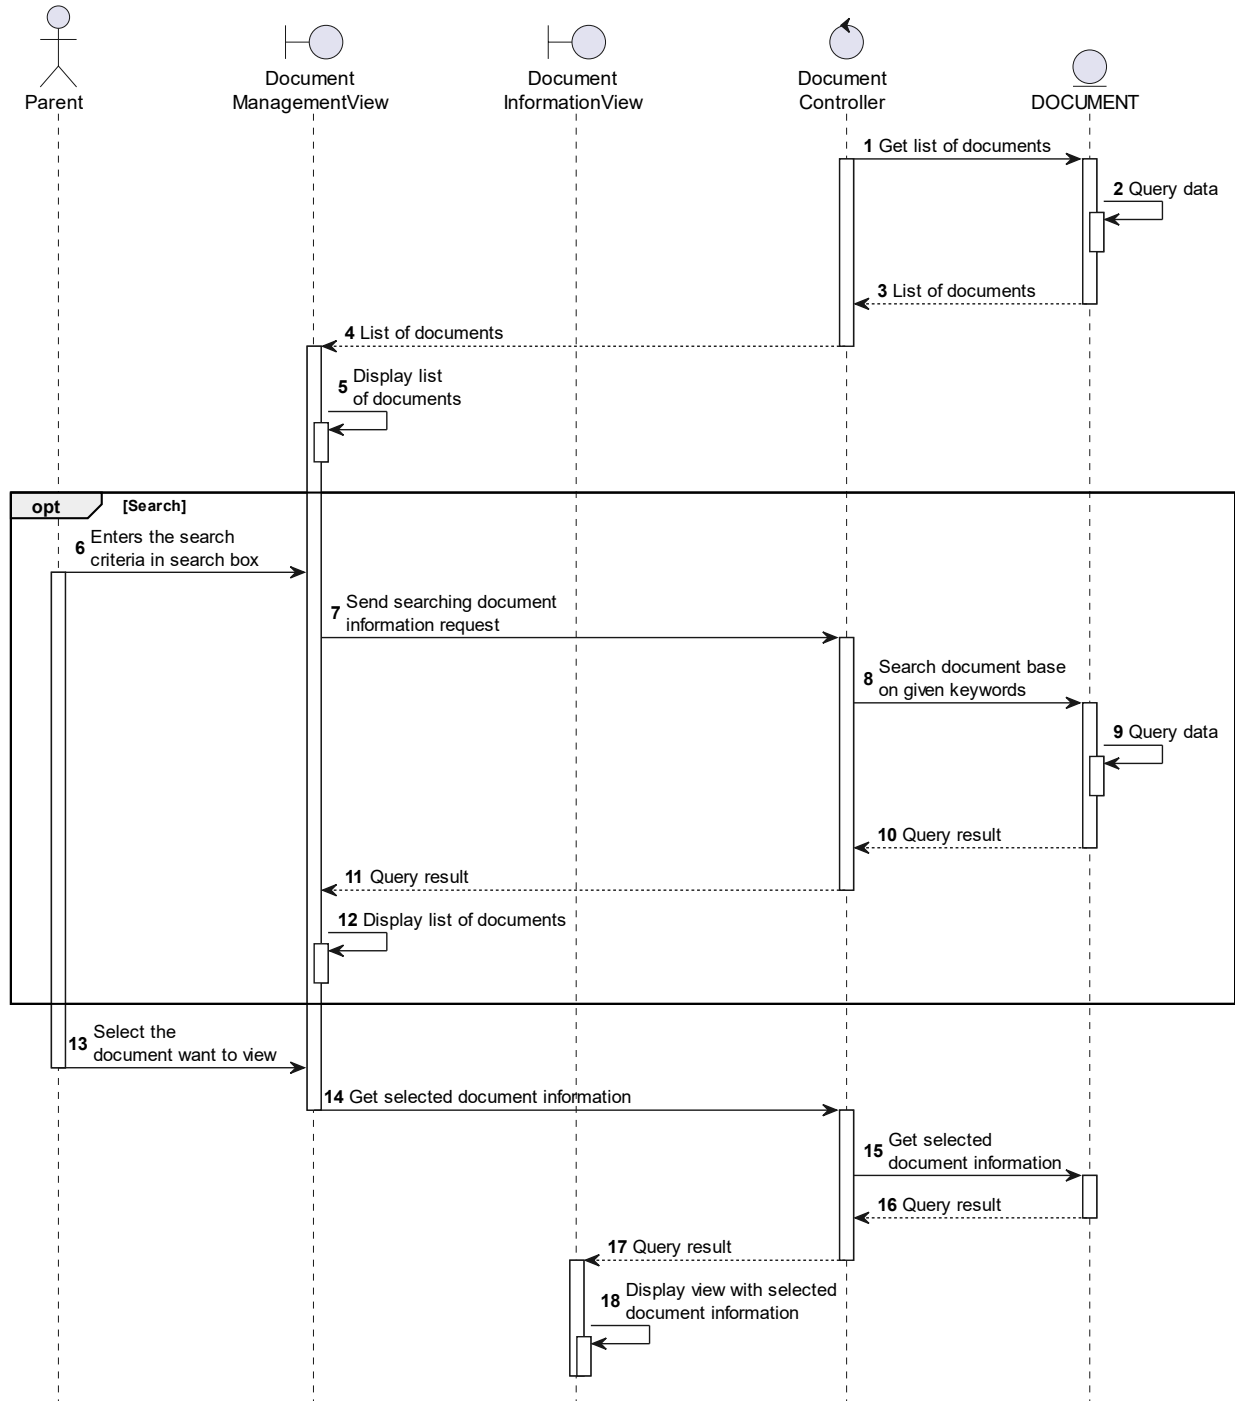 Parent
Document
ManagementView
Document
InformationView
Document
Controller
DOCUMENT
1 Get list of documents
2 Query data
3 List of documents
4 List of documents
5 Display list
of documents
opt [Search]
6 Enters the search
criteria in search box
7 Send searching document
information request
8 Search document base
on given keywords
9 Query data
10 Query result
11 Query result
12 Display list of documents
13 Select the
document want to view
14 Get selected document information
15 Get selected
document information
16 Query result
17 Query result
18 Display view with selected
document information